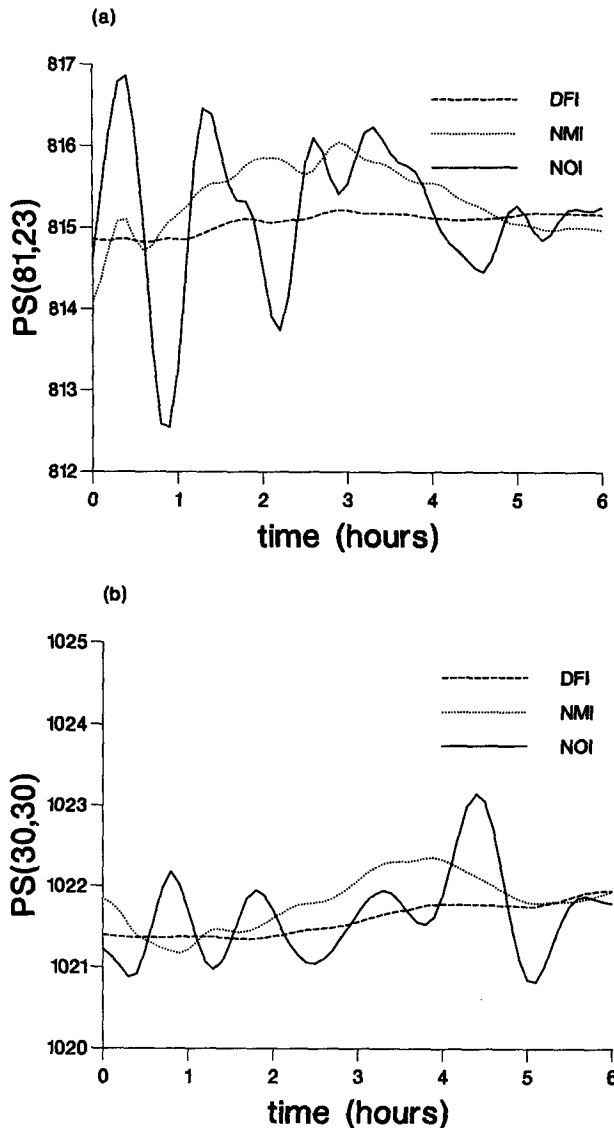 (a)
817
816
815
814
813
812
PS(81,23)
DFI
NMI
NOI
0 1 2 3 4 5 6
time (hours)
(b)
1025
1024
1023
1022
1021
1020
PS(30,30)
DFI
NMI
NOI
0 1 2 3 4 5 6
time (hours)